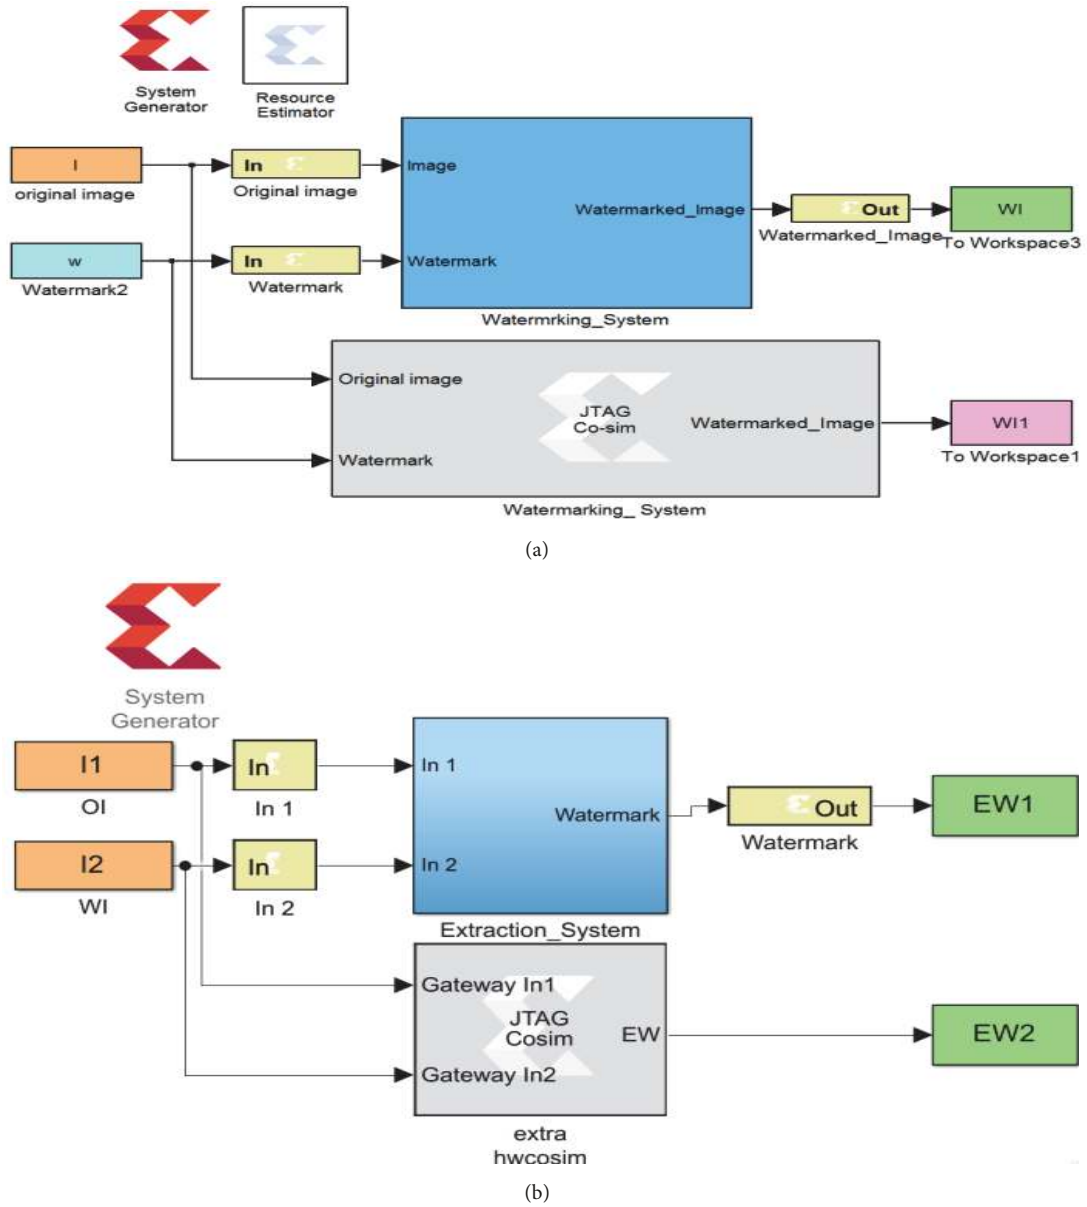 System
Generator
Resource
Estimator
I
original image
In
Original image
Image
Watermarked_Image
Out
Watermarked_Image
WI
To Workspace3
w
Watermark2
In
Watermark
Watermark
Watermrking_System
Original image
JTAG
Co-sim
Watermarked_Image
WI1
To Workspace1
Watermark
Watermarking_ System
(a)
System
Generator
I1
OI
In
In 1
In 1
Watermark
Out
Watermark
EW1
I2
WI
In
In 2
In 2
Extraction_System
Gateway In1
JTAG
Cosim
EW
EW2
Gateway In2
extra
hwcosim
(b)